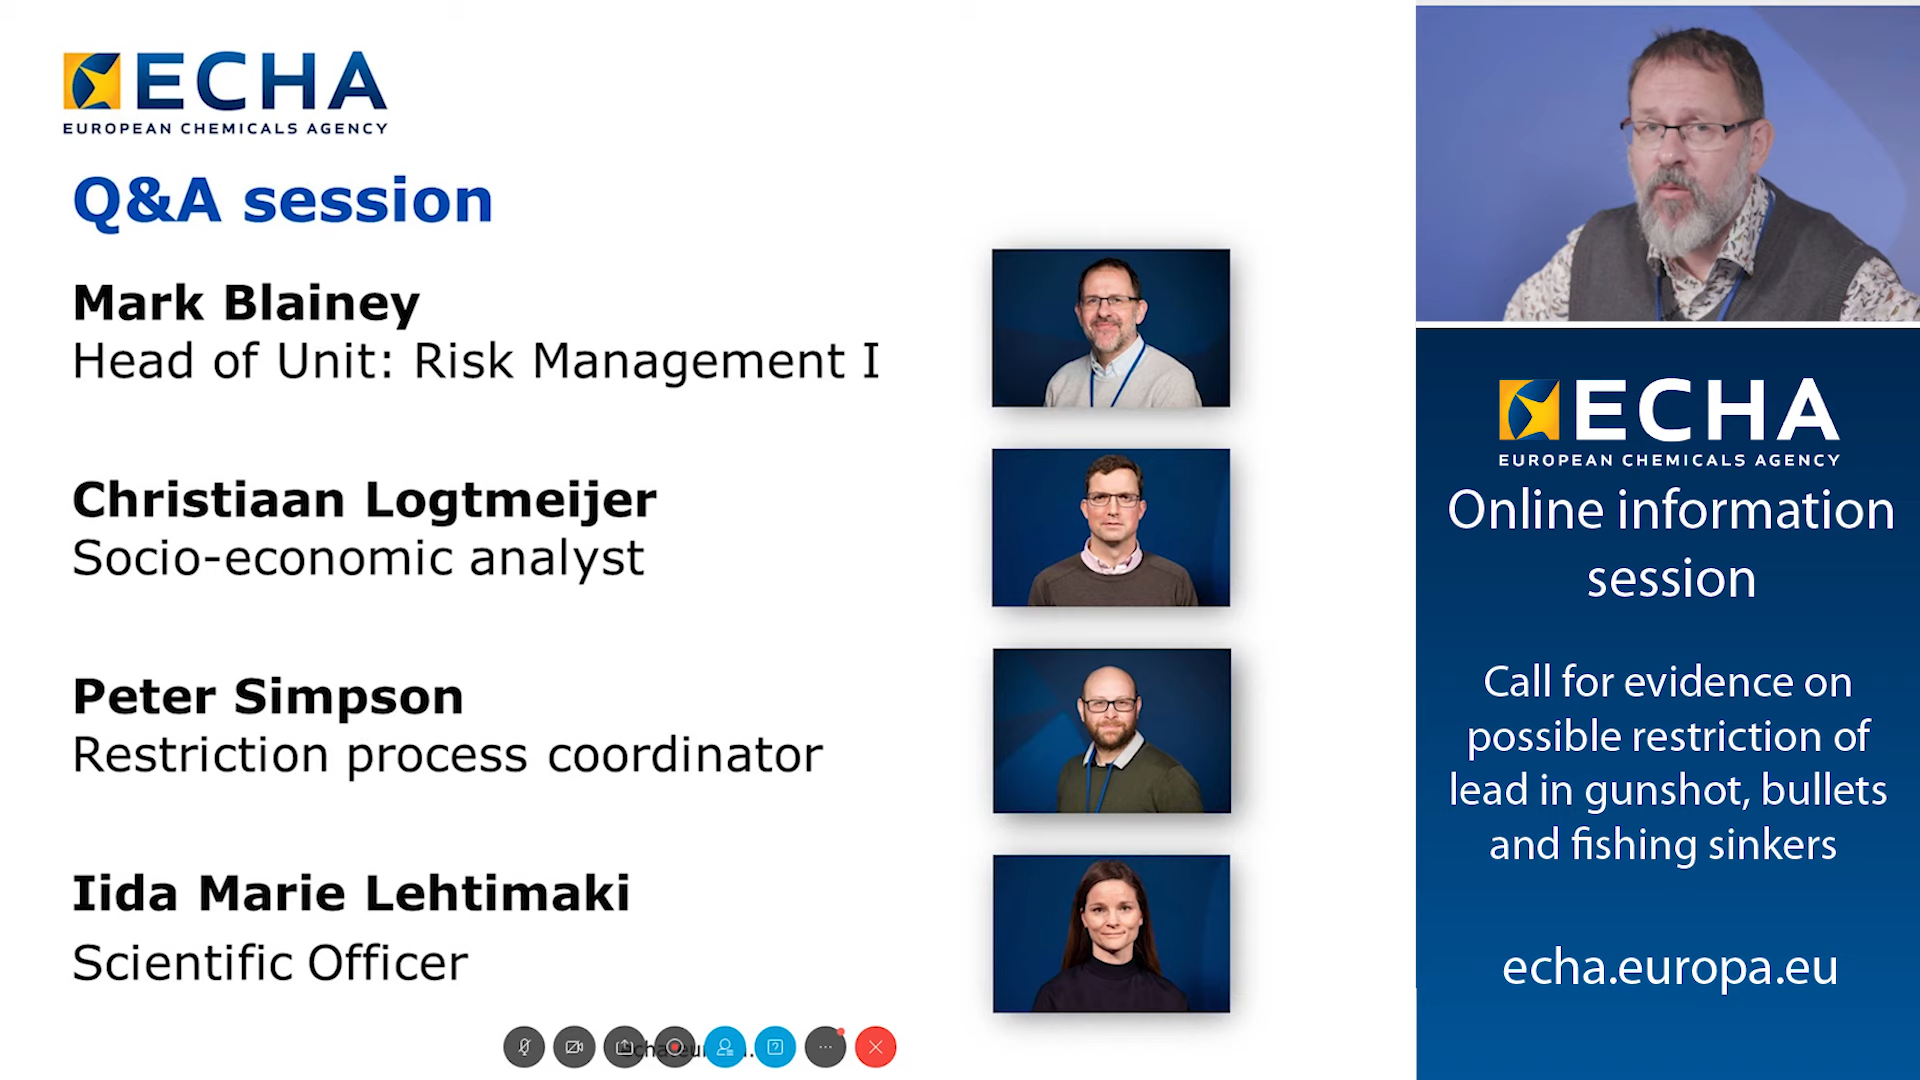 ECHA
EUROPEAN CHEMICALS AGENCY
Q&A session
Mark Blainey
Head of Unit: Risk Management I
Christiaan Logtmeijer
Socio-economic analyst
Peter Simpson
Restriction process coordinator
Iida Marie Lehtimaki
Scientific Officer
ECHA
EUROPEAN CHEMICALS AGENCY
Online information
session
Call for evidence on
possible restriction of
lead in gunshot, bullets
and fishing sinkers
echa.europa.eu